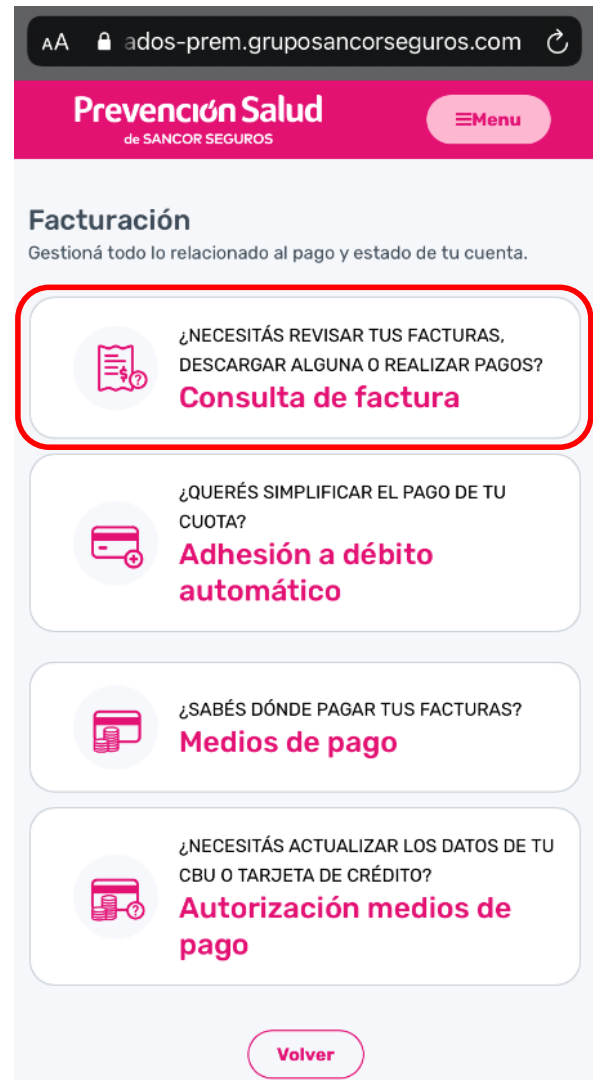 AA ados-prem.gruposancorseguros.com
Prevención Salud
de SANCOR SEGUROS
Menu
Facturación
Gestioná todo lo relacionado al pago y estado de tu cuenta.
¿NECESITÁS REVISAR TUS FACTURAS,
DESCARGAR ALGUNA O REALIZAR PAGOS?
Consulta de factura
¿QUERÉS SIMPLIFICAR EL PAGO DE TU
CUOTA?
Adhesión a débito
automático
¿SABÉS DÓNDE PAGAR TUS FACTURAS?
Medios de pago
¿NECESITÁS ACTUALIZAR LOS DATOS DE TU
CBU O TARJETA DE CRÉDITO?
Autorización medios de
pago
Volver